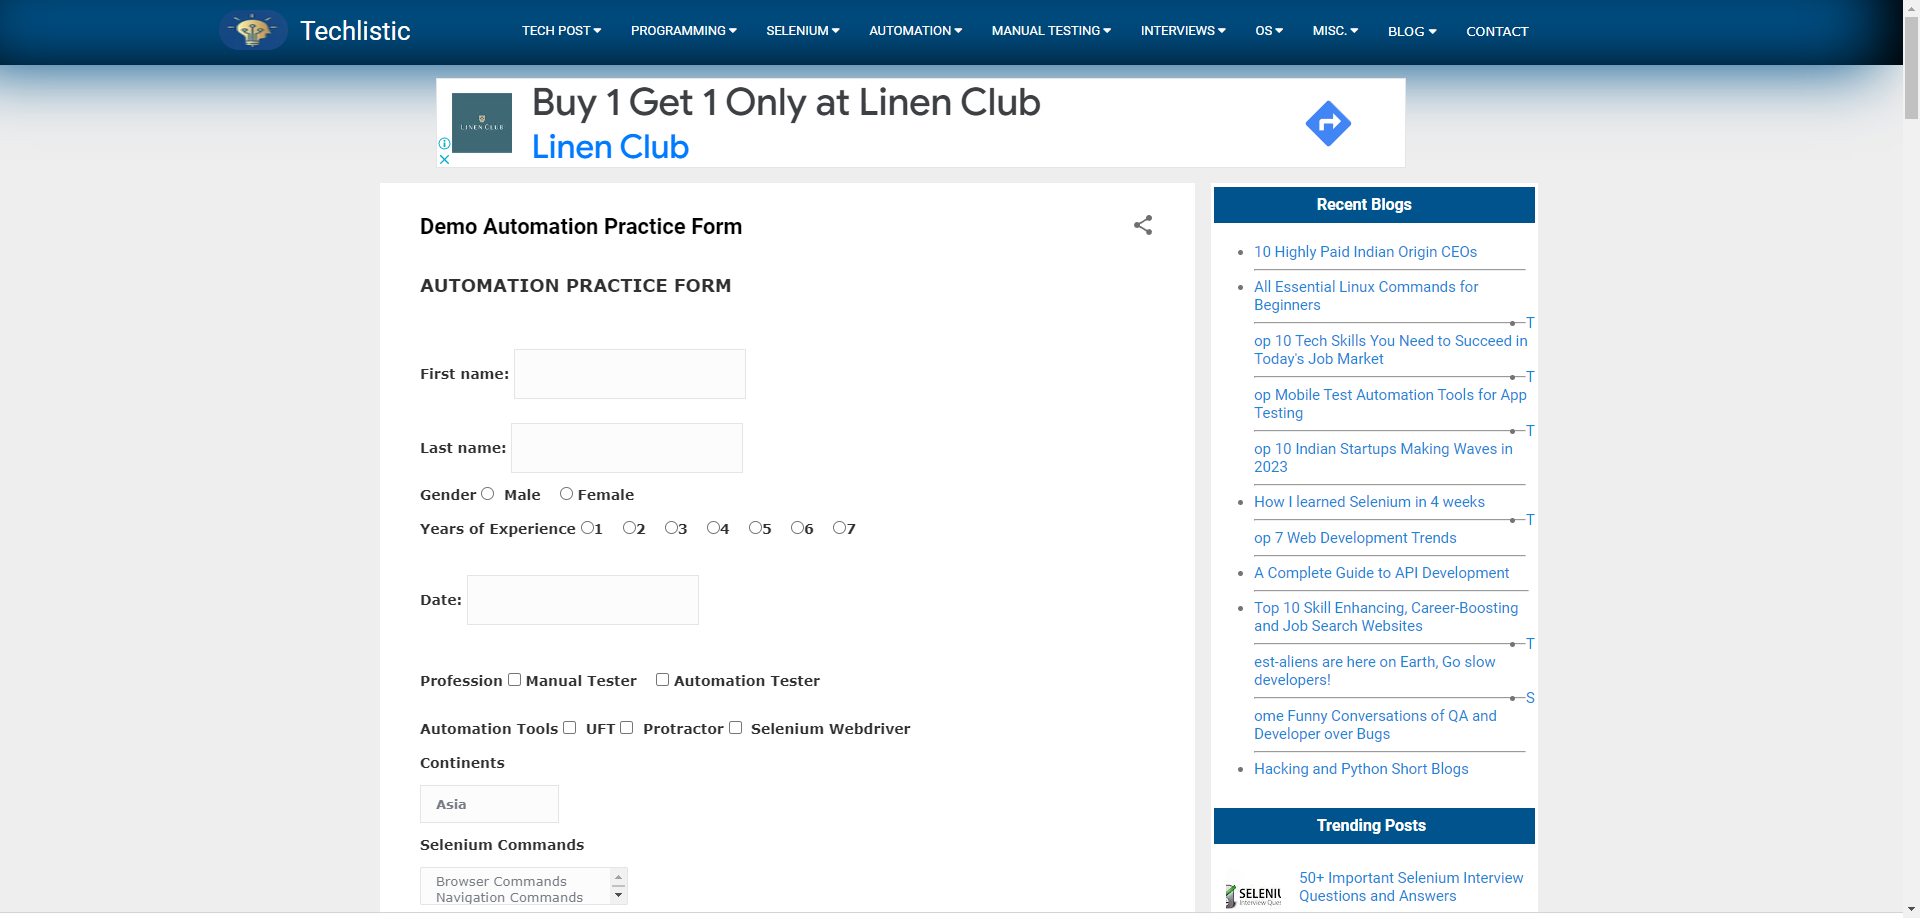 Techlistic
TECH POST
PROGRAMMING
SELENIUM
AUTOMATION
MANUAL TESTING
INTERVIEWS
OS
MISC.
BLOG
CONTACT
LINEN CLUB
Buy 1 Get 1 Only at Linen Club
Linen Club
Demo Automation Practice Form
AUTOMATION PRACTICE FORM
First name:
Last name:
Gender Male Female
Years of Experience 1 2 3 4 5 6 7
Date:
Profession Manual Tester Automation Tester
Automation Tools UFT Protractor Selenium Webdriver
Continents
Asia
Selenium Commands
Browser Commands
Navigation Commands
Recent Blogs
10 Highly Paid Indian Origin CEOs
All Essential Linux Commands for
Beginners
T
op 10 Tech Skills You Need to Succeed in
Today's Job Market
T
op Mobile Test Automation Tools for App
Testing
T
op 10 Indian Startups Making Waves in
2023
How I learned Selenium in 4 weeks
T
op 7 Web Development Trends
A Complete Guide to API Development
Top 10 Skill Enhancing, Career-Boosting
and Job Search Websites
T
est-aliens are here on Earth, Go slow
developers!
S
ome Funny Conversations of QA and
Developer over Bugs
Hacking and Python Short Blogs
Trending Posts
SELENIU
Interview Ques
50+ Important Selenium Interview
Questions and Answers